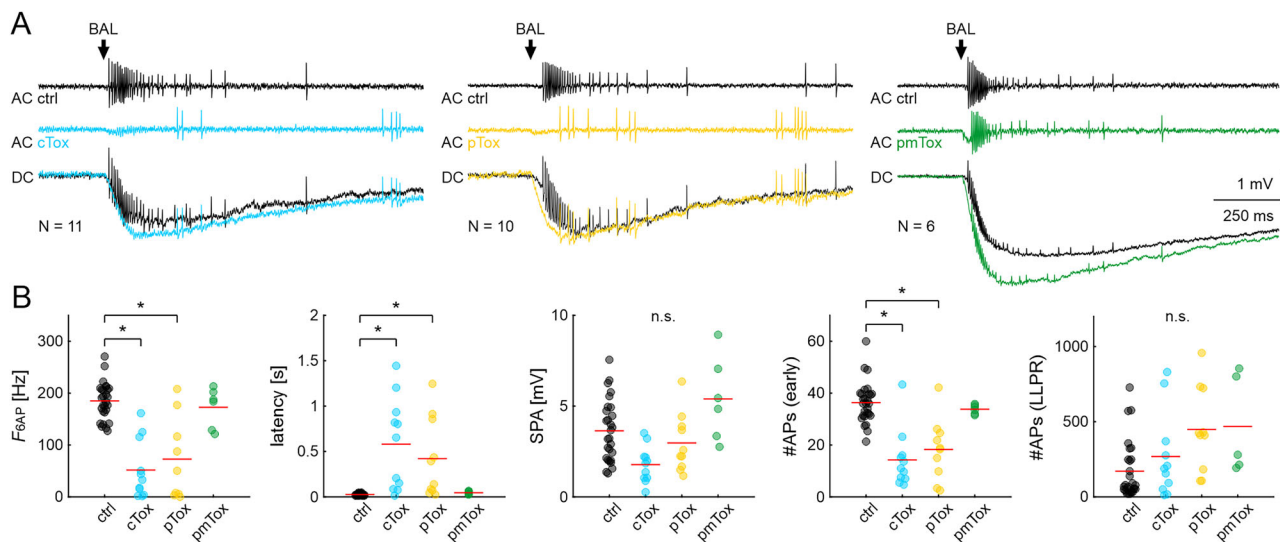 A
BAL
AC ctrl
AC cTox
DC
N = 11
BAL
AC ctrl
AC pTox
DC
N = 10
BAL
AC ctrl
AC pmTox
DC
N = 6
1 mV
250 ms
B
F6AP [Hz]
300
200
100
0
*
*
ctrl
cTox
pTox
pmTox
latency [s]
2
1.5
1
0.5
0
*
*
ctrl
cTox
pTox
pmTox
SPA [mV]
10
5
0
n.s.
ctrl
cTox
pTox
pmTox
#APs (early)
60
40
20
0
*
*
ctrl
cTox
pTox
pmTox
#APs (LLPR)
1000
500
0
n.s.
ctrl
cTox
pTox
pmTox